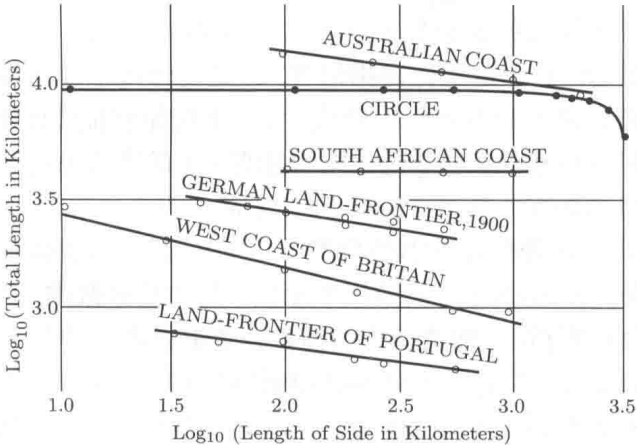 AUSTRALIAN COAST
4.0
CIRCLE
SOUTH AFRICAN COAST
3.5
GERMAN LAND-FRONTIER,1900
WEST COAST OF BRITAIN
3.0
LAND-FRONTIER OF PORTUGAL
Log10(Total Length in Kilometers)
1.0 1.5 2.0 2.5 3.0 3.5
Log10 (Length of Side in Kilometers)